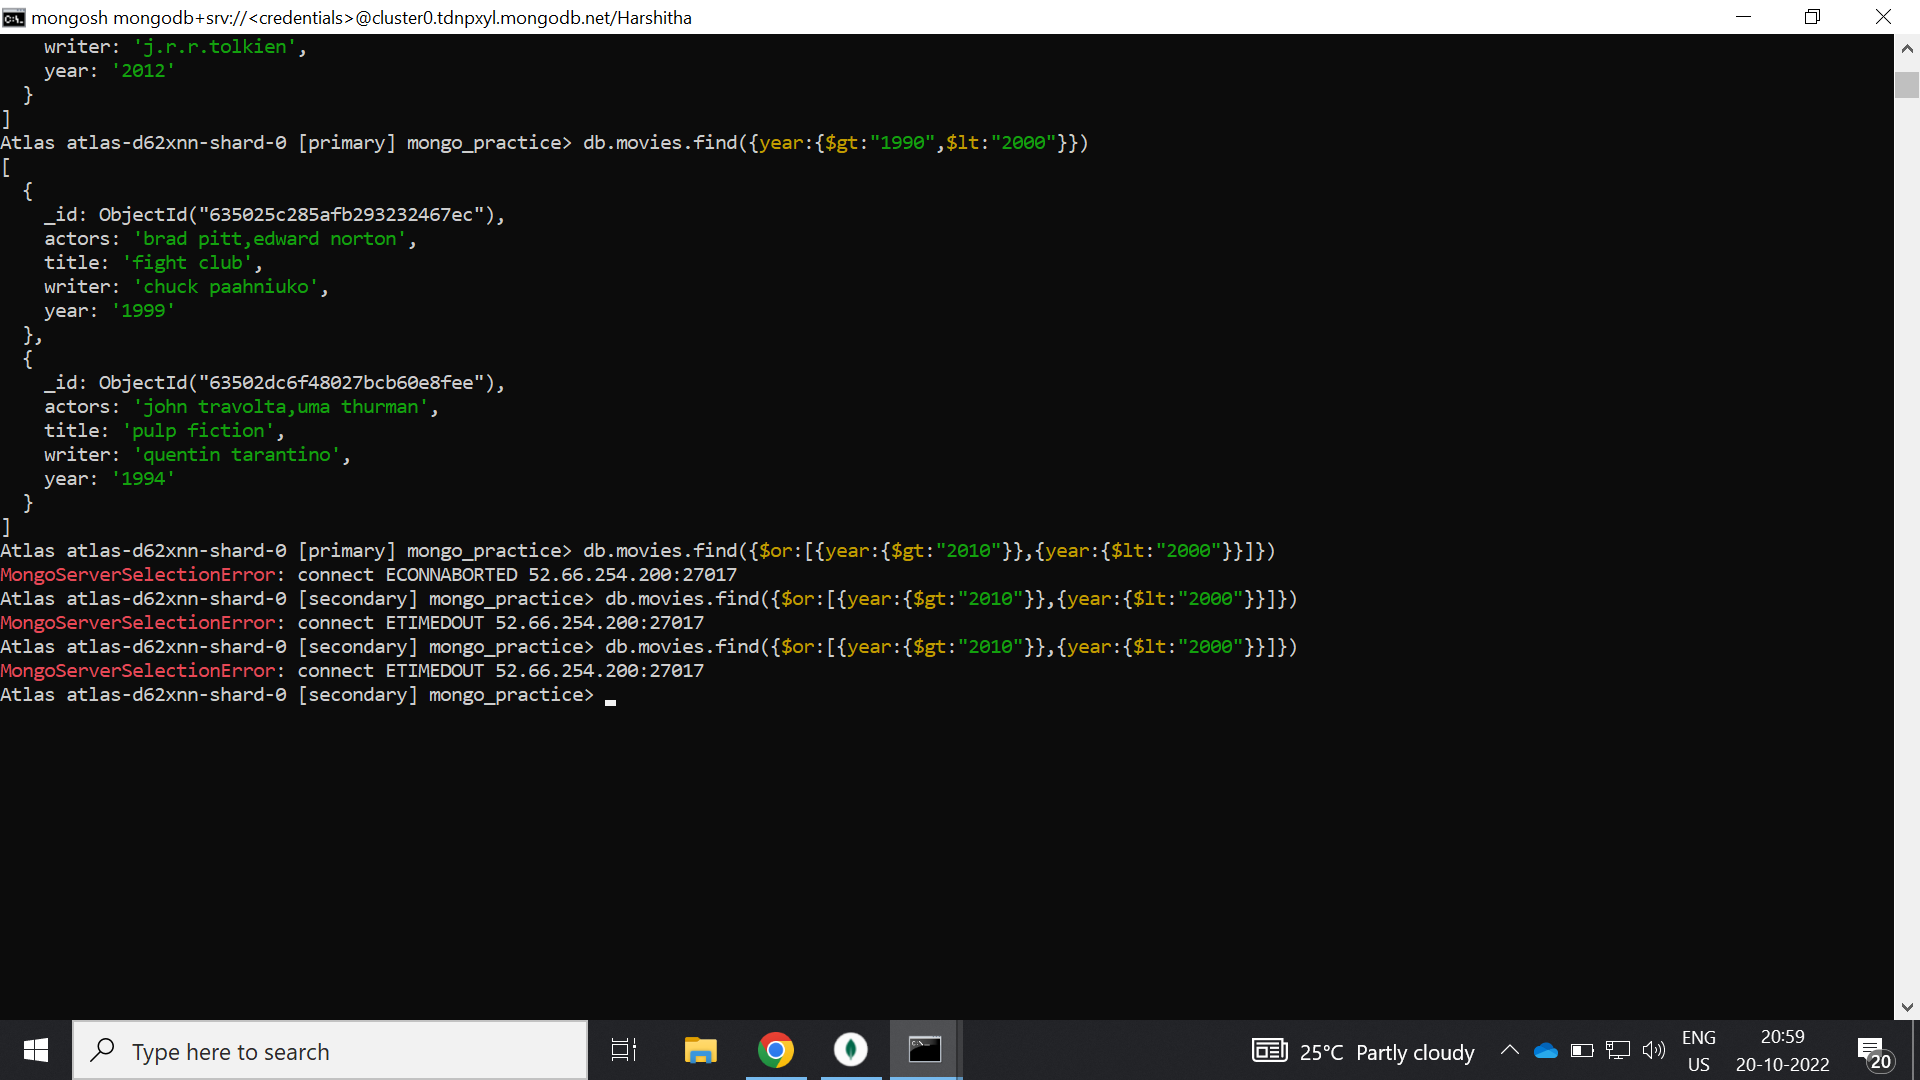 mongosh mongodb+srv://<credentials>@cluster0.tdnpxyl.mongodb.net/Harshitha
    writer: 'j.r.r.tolkien',
    year: '2012'
  }
]
Atlas atlas-d62xnn-shard-0 [primary] mongo_practice> db.movies.find({year:{$gt:"1990",$lt:"2000"}})
[
  {
    _id: ObjectId("635025c285afb293232467ec"),
    actors: 'brad pitt,edward norton',
    title: 'fight club',
    writer: 'chuck paahniuko',
    year: '1999'
  },
  {
    _id: ObjectId("63502dc6f48027bcb60e8fee"),
    actors: 'john travolta,uma thurman',
    title: 'pulp fiction',
    writer: 'quentin tarantino',
    year: '1994'
  }
]
Atlas atlas-d62xnn-shard-0 [primary] mongo_practice> db.movies.find({$or:[{year:{$gt:"2010"}},{year:{$lt:"2000"}}]})
MongoServerSelectionError: connect ECONNABORTED 52.66.254.200:27017
Atlas atlas-d62xnn-shard-0 [secondary] mongo_practice> db.movies.find({$or:[{year:{$gt:"2010"}},{year:{$lt:"2000"}}]})
MongoServerSelectionError: connect ETIMEDOUT 52.66.254.200:27017
Atlas atlas-d62xnn-shard-0 [secondary] mongo_practice> db.movies.find({$or:[{year:{$gt:"2010"}},{year:{$lt:"2000"}}]})
MongoServerSelectionError: connect ETIMEDOUT 52.66.254.200:27017
Atlas atlas-d62xnn-shard-0 [secondary] mongo_practice>
Type here to search
25°C Partly cloudy
ENG
US
20:59
20-10-2022
20